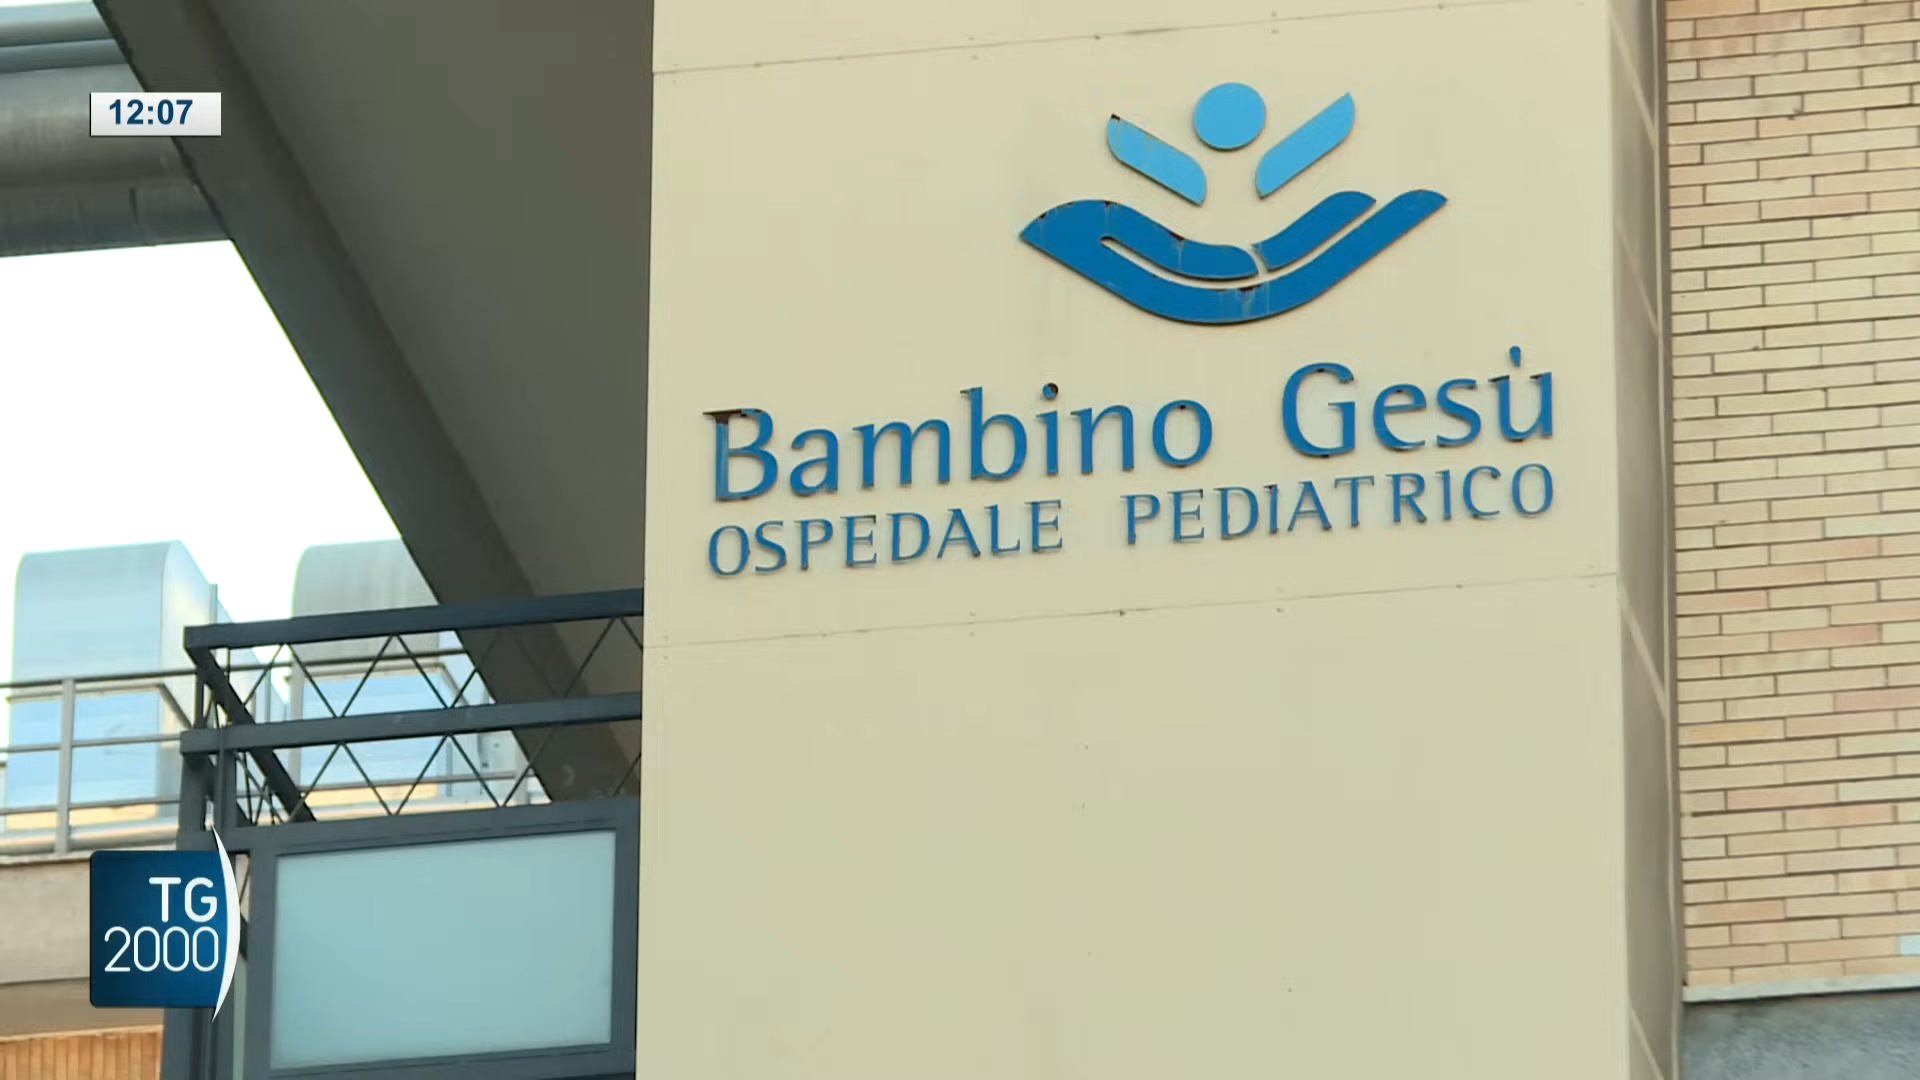 12:07
Bambino Gesù
OSPEDALE PEDIATRICO
TG
2000